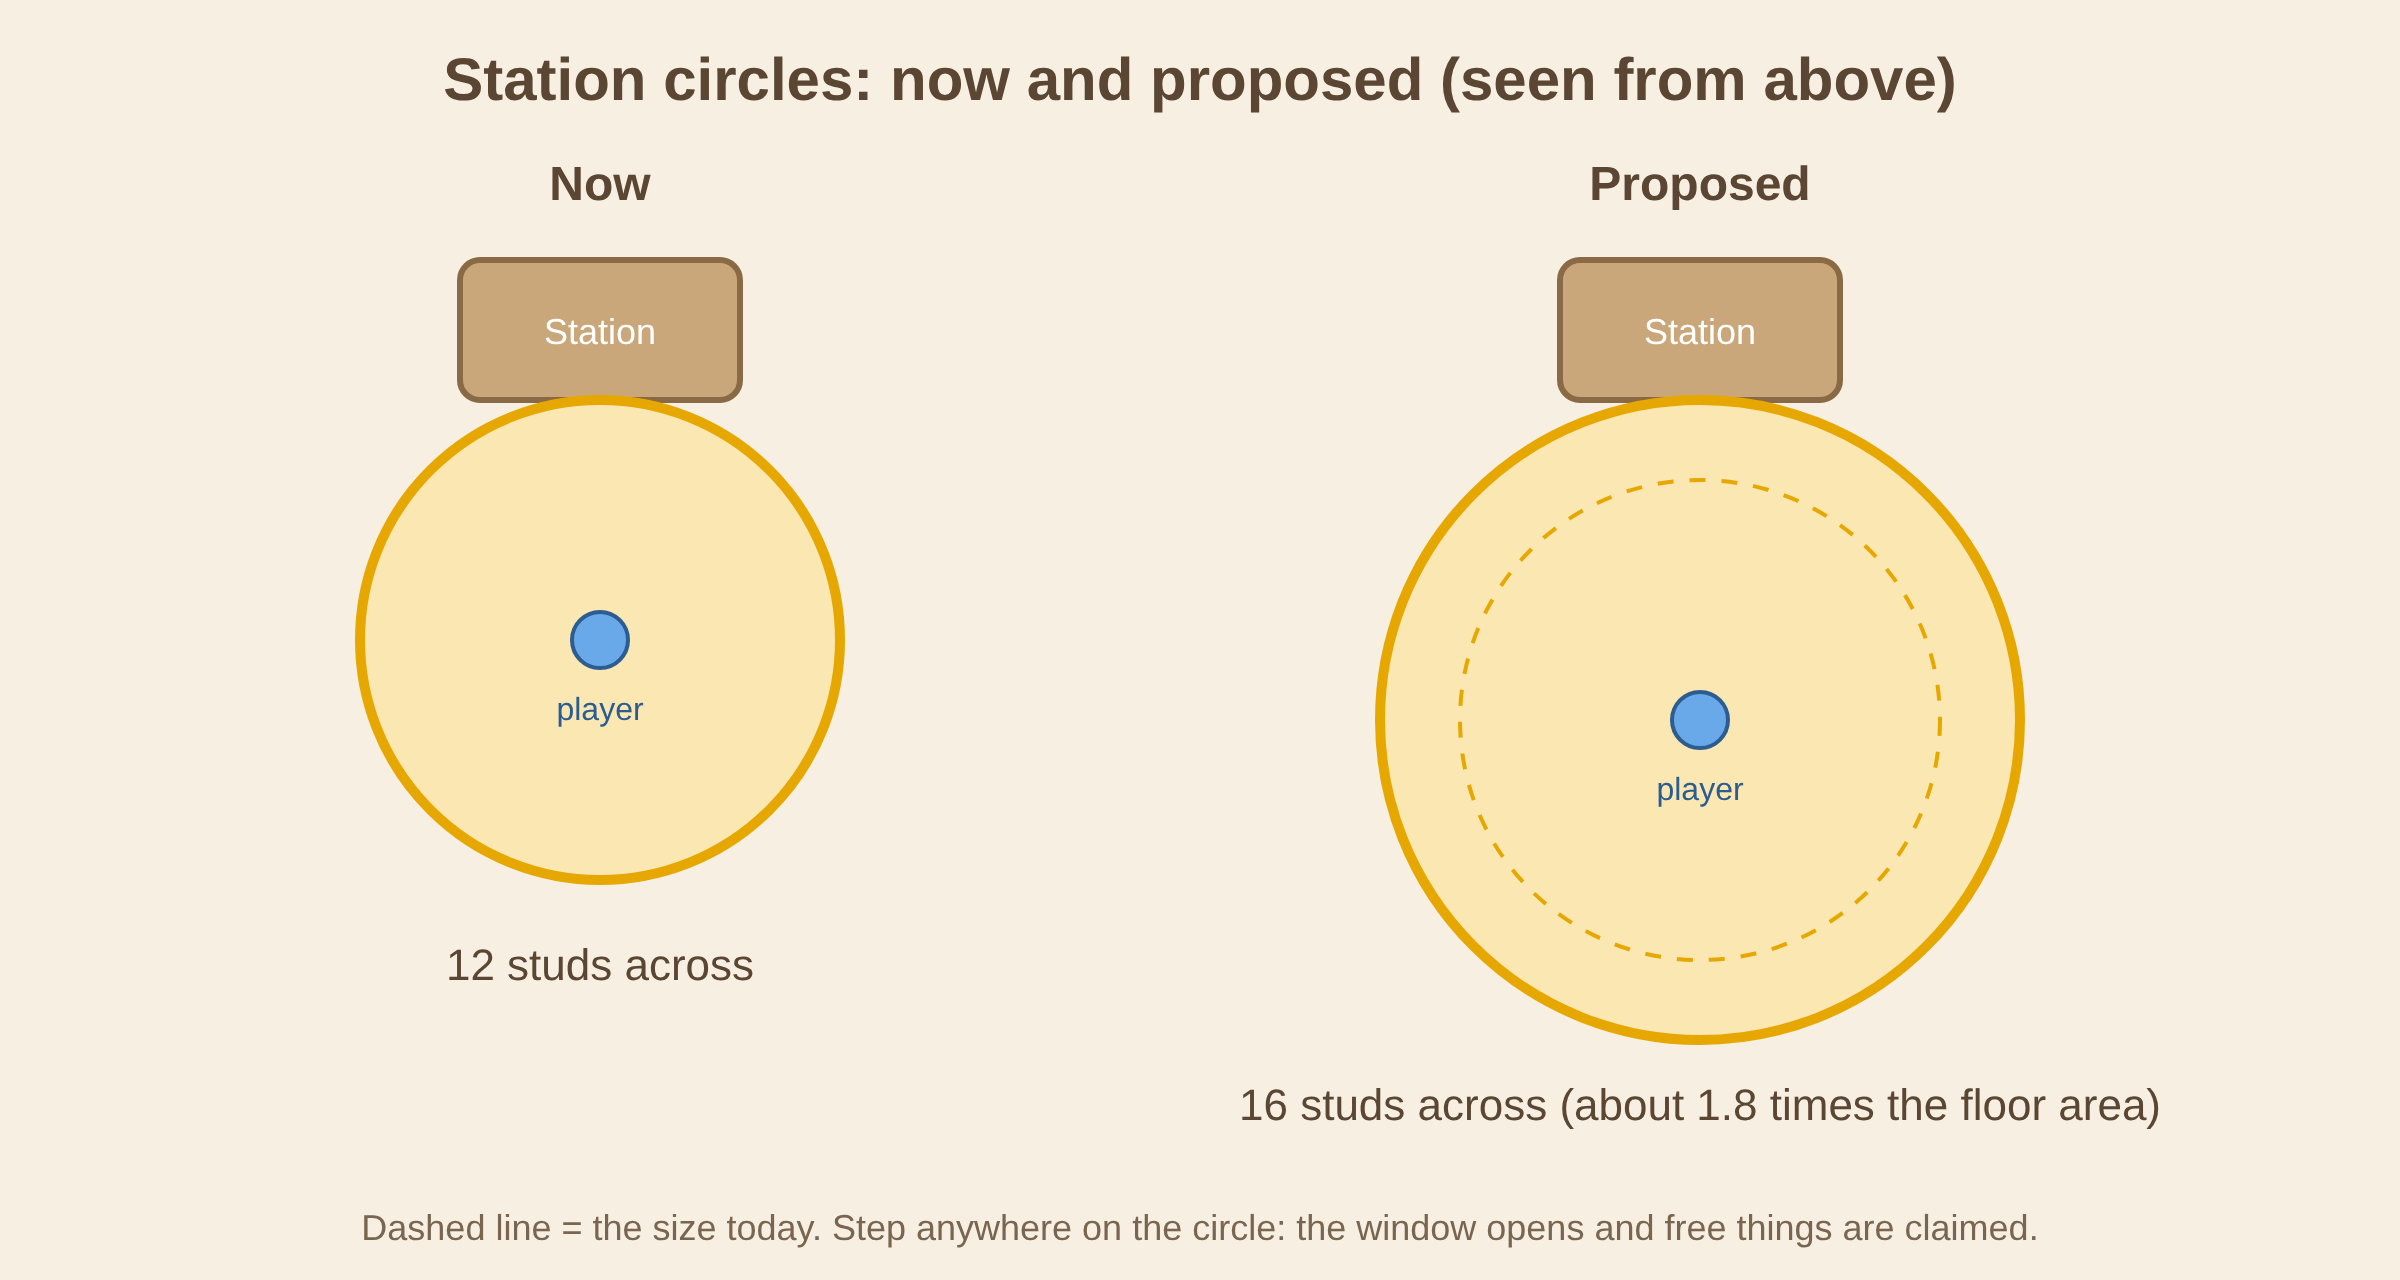 Station circles: now and proposed (seen from above)
Now
Proposed
Station
Station
player
player
12 studs across
16 studs across (about 1.8 times the floor area)
Dashed line = the size today. Step anywhere on the circle: the window opens and free things are claimed.